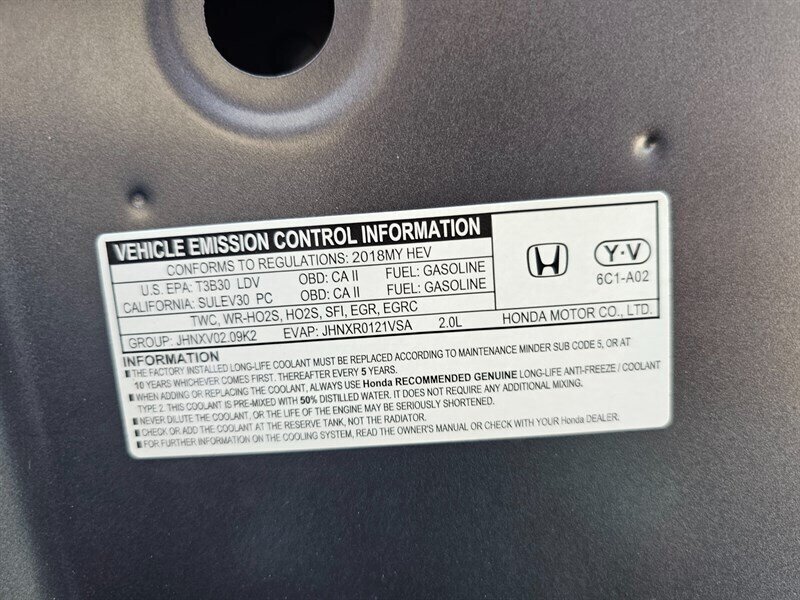 VEHICLE EMISSION CONTROL INFORMATION
CONFORMS TO REGULATIONS: 2018MY HEV
U.S. EPA: T3B30 LDV OBD: CA II FUEL: GASOLINE
CALIFORNIA: SULEV30 PC OBD: CA II FUEL: GASOLINE
TWC, WR-HO2S, HO2S, SFI, EGR, EGRC
GROUP: JHNXV02.09K2 EVAP: JHNXR0121VSA 2.0L
Y·V
6C1-A02
HONDA MOTOR CO., LTD.
INFORMATION
■THE FACTORY INSTALLED LONG-LIFE COOLANT MUST BE REPLACED ACCORDING TO MAINTENANCE MINDER SUB CODE 5, OR AT
10 YEARS WHICHEVER COMES FIRST. THEREAFTER EVERY 5 YEARS.
■WHEN ADDING OR REPLACING THE COOLANT, ALWAYS USE Honda RECOMMENDED GENUINE LONG-LIFE ANTI-FREEZE / COOLANT
TYPE 2. THIS COOLANT IS PRE-MIXED WITH 50% DISTILLED WATER. IT DOES NOT REQUIRE ANY ADDITIONAL MIXING.
■NEVER DILUTE THE COOLANT, OR THE LIFE OF THE ENGINE MAY BE SERIOUSLY SHORTENED.
■CHECK OR ADD THE COOLANT AT THE RESERVE TANK, NOT THE RADIATOR.
■FOR FURTHER INFORMATION ON THE COOLING SYSTEM, READ THE OWNER'S MANUAL OR CHECK WITH YOUR Honda DEALER.